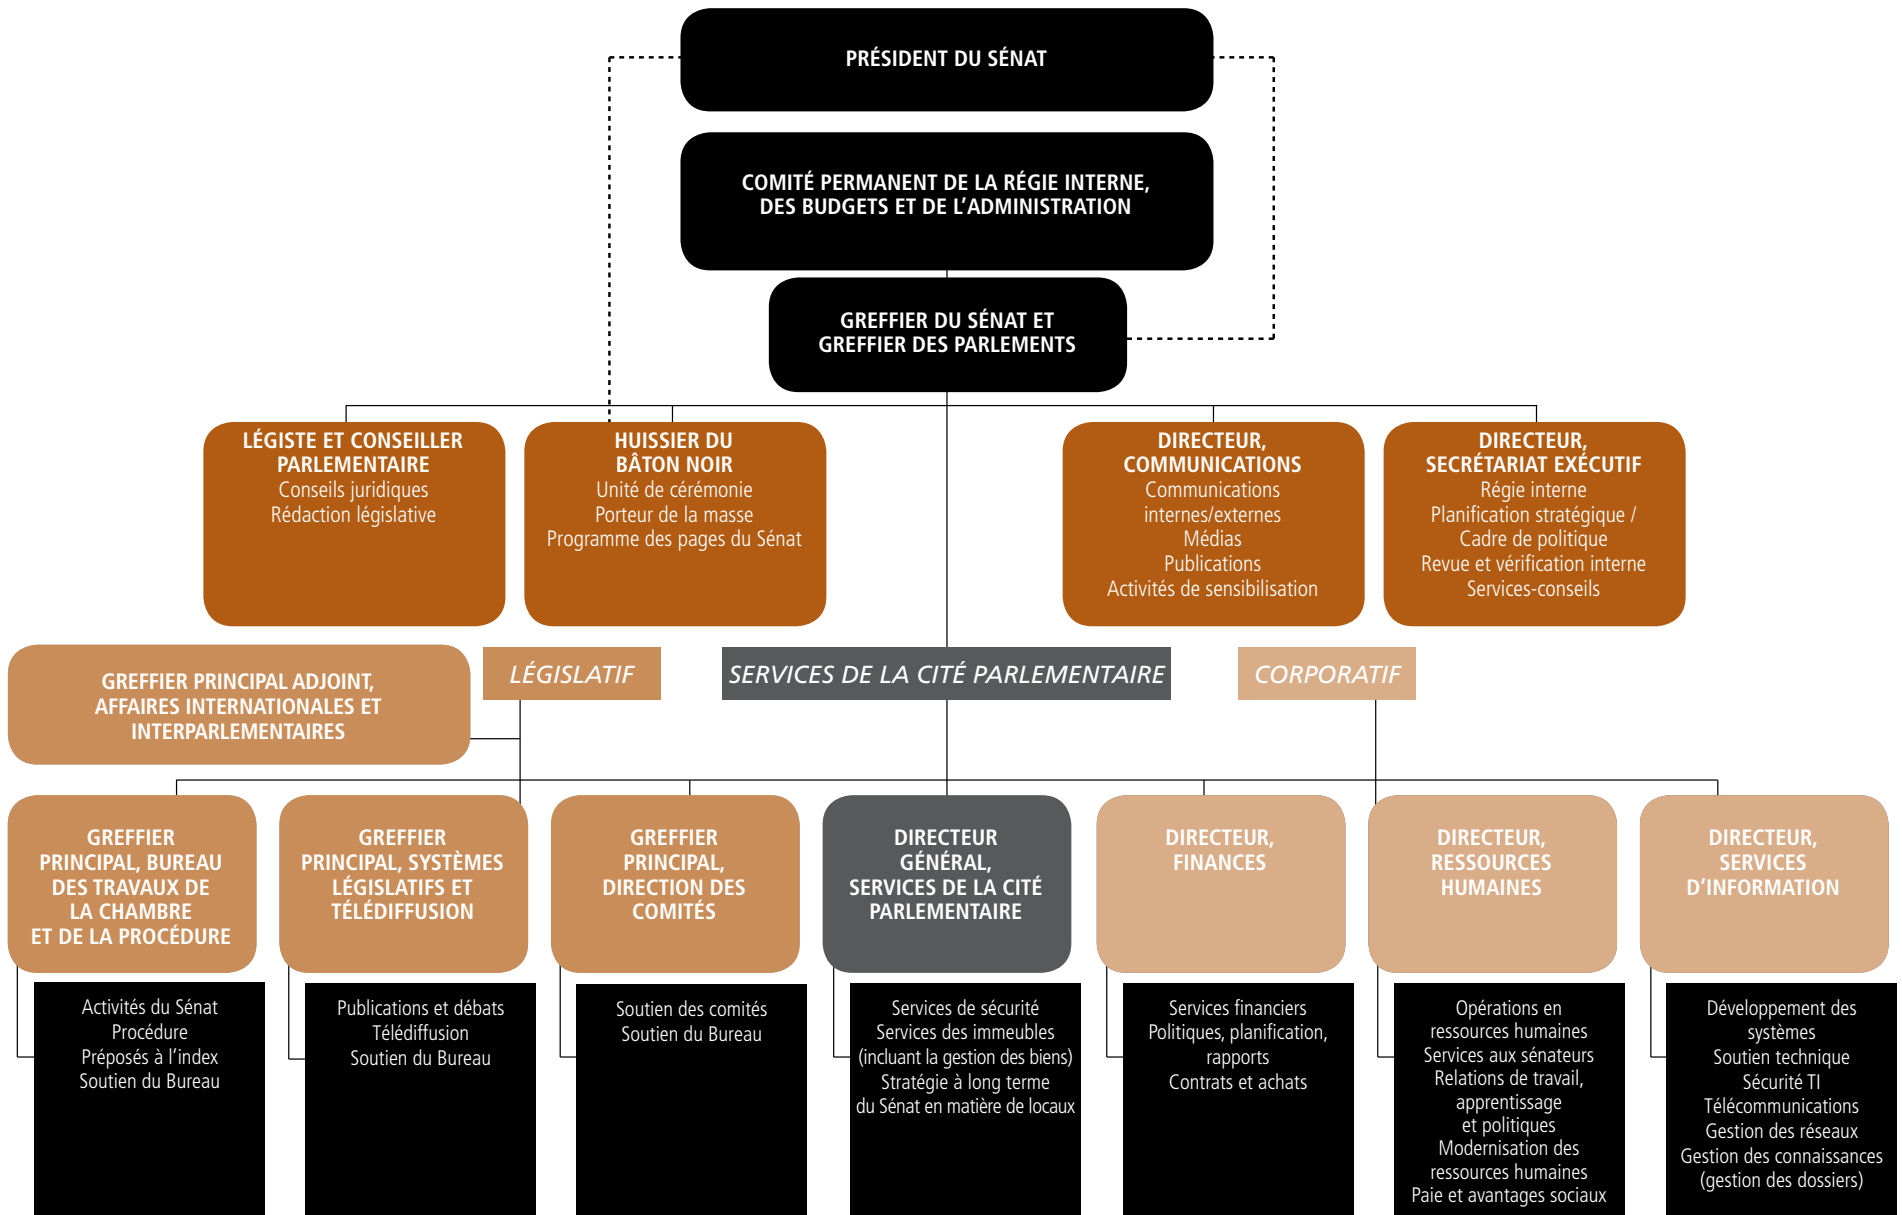 PRÉSIDENT DU SÉNAT
COMITÉ PERMANENT DE LA RÉGIE INTERNE,
DES BUDGETS ET DE L'ADMINISTRATION
GREFFIER DU SÉNAT ET
GREFFIER DES PARLEMENTS
LÉGISTE ET CONSEILLER
PARLEMENTAIRE
Conseils juridiques
Rédaction législative
HUISSIER DU
BÂTON NOIR
Unité de cérémonie
Porteur de la masse
Programme des pages du Sénat
DIRECTEUR,
COMMUNICATIONS
Communications
internes/externes
Médias
Publications
Activités de sensibilisation
DIRECTEUR,
SECRÉTARIAT EXÉCUTIF
Régie interne
Planification stratégique /
Cadre de politique
Revue et vérification interne
Services-conseils
GREFFIER PRINCIPAL ADJOINT,
AFFAIRES INTERNATIONALES ET
INTERPARLEMENTAIRES
LÉGISLATIF
SERVICES DE LA CITÉ PARLEMENTAIRE
CORPORATIF
GREFFIER
PRINCIPAL, BUREAU
DES TRAVAUX DE
LA CHAMBRE
ET DE LA PROCÉDURE
GREFFIER
PRINCIPAL, SYSTÈMES
LÉGISLATIFS ET
TÉLÉDIFFUSION
GREFFIER
PRINCIPAL,
DIRECTION DES
COMITÉS
DIRECTEUR
GÉNÉRAL,
SERVICES DE LA CITÉ
PARLEMENTAIRE
DIRECTEUR,
FINANCES
DIRECTEUR,
RESSOURCES
HUMAINES
DIRECTEUR,
SERVICES
D'INFORMATION
Activités du Sénat
Procédure
Préposés à l'index
Soutien du Bureau
Publications et débats
Télédiffusion
Soutien du Bureau
Soutien des comités
Soutien du Bureau
Services de sécurité
Services des immeubles
(incluant la gestion des biens)
Stratégie à long terme
du Sénat en matière de locaux
Services financiers
Politiques, planification,
rapports
Contrats et achats
Opérations en
ressources humaines
Services aux sénateurs
Relations de travail,
apprentissage
et politiques
Modernisation des
ressources humaines
Paie et avantages sociaux
Développement des
systèmes
Soutien technique
Sécurité TI
Télécommunications
Gestion des réseaux
Gestion des connaissances
(gestion des dossiers)